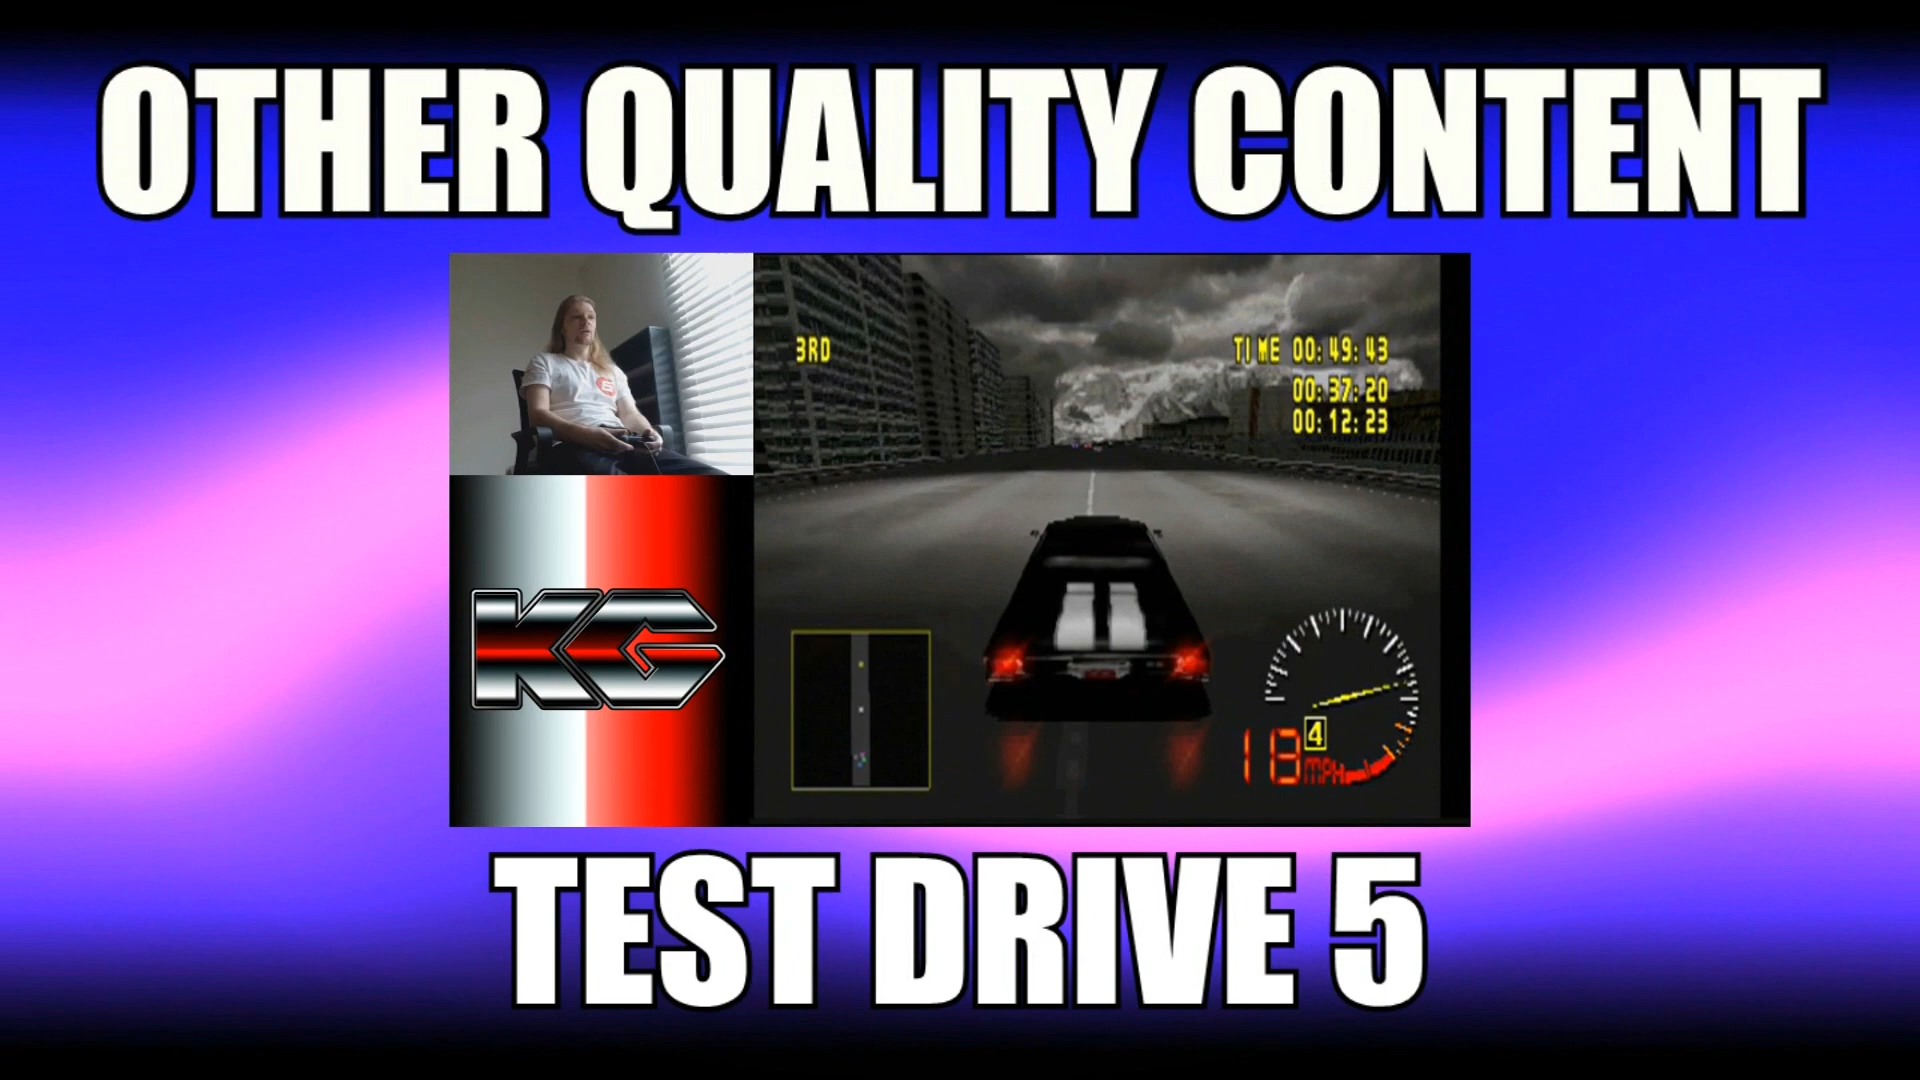 OTHER QUALITY CONTENT
3RD
TIME 00:49:43
00:37:20
00:12:23
KG
4
113 MPH
TEST DRIVE 5